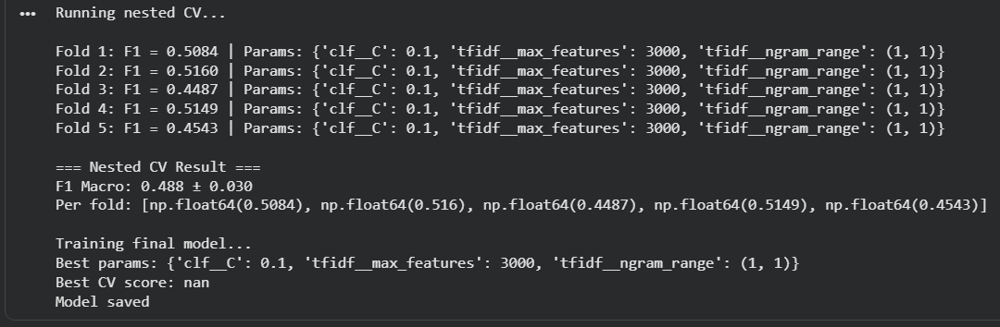 Running nested CV...
Fold 1: F1 = 0.5084 | Params: {'clf__C': 0.1, 'tfidf__max_features': 3000, 'tfidf__ngram_range': (1, 1)}
Fold 2: F1 = 0.5160 | Params: {'clf__C': 0.1, 'tfidf__max_features': 3000, 'tfidf__ngram_range': (1, 1)}
Fold 3: F1 = 0.4487 | Params: {'clf__C': 0.1, 'tfidf__max_features': 3000, 'tfidf__ngram_range': (1, 1)}
Fold 4: F1 = 0.5149 | Params: {'clf__C': 0.1, 'tfidf__max_features': 3000, 'tfidf__ngram_range': (1, 1)}
Fold 5: F1 = 0.4543 | Params: {'clf__C': 0.1, 'tfidf__max_features': 3000, 'tfidf__ngram_range': (1, 1)}
=== Nested CV Result ===
F1 Macro: 0.488 ± 0.030
Per fold: [np.float64(0.5084), np.float64(0.516), np.float64(0.4487), np.float64(0.5149), np.float64(0.4543)]
Training final model...
Best params: {'clf__C': 0.1, 'tfidf__max_features': 3000, 'tfidf__ngram_range': (1, 1)}
Best CV score: nan
Model saved